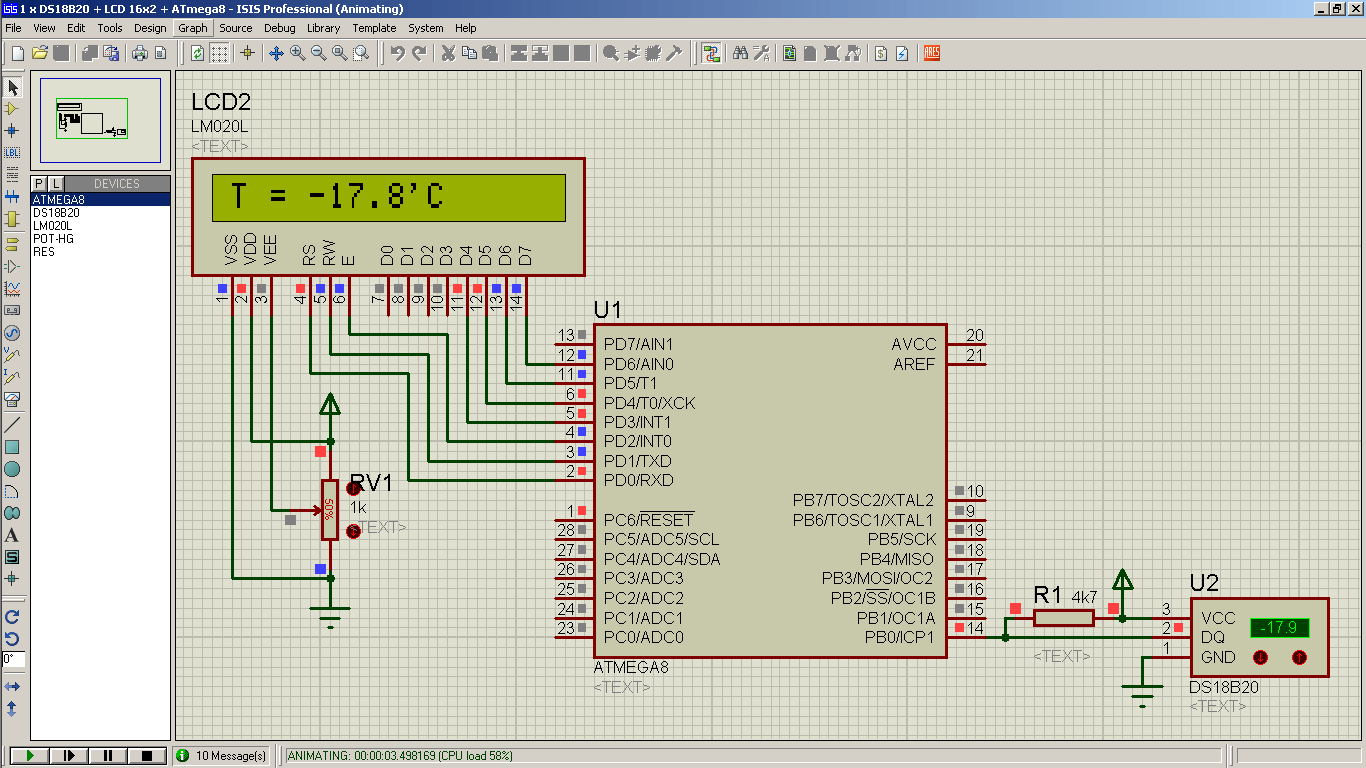 1 x DS18B20 + LCD 16x2 + ATmega8 - ISIS Professional (Animating)
File View Edit Tools Design Graph Source Debug Library Template System Help
ARES
LBL
P L DEVICES
ATMEGA8
DS18B20
LM020L
POT-HG
RES
A
S
0°
LCD2
LM020L
<TEXT>
T = -17.8'C
VSS VDD VEE RS RW E D0 D1 D2 D3 D4 D5 D6 D7
1 2 3 4 5 6 7 8 9 10 11 12 13 14
U1
13 PD7/AIN1
12 PD6/AIN0
11 PD5/T1
6 PD4/T0/XCK
5 PD3/INT1
4 PD2/INT0
3 PD1/TXD
2 PD0/RXD
1 PC6/RESET
28 PC5/ADC5/SCL
27 PC4/ADC4/SDA
26 PC3/ADC3
25 PC2/ADC2
24 PC1/ADC1
23 PC0/ADC0
AVCC 20
AREF 21
PB7/TOSC2/XTAL2 10
PB6/TOSC1/XTAL1 9
PB5/SCK 19
PB4/MISO 18
PB3/MOSI/OC2 17
PB2/SS/OC1B 16
PB1/OC1A 15
PB0/ICP1 14
ATMEGA8
<TEXT>
RV1
1k
<TEXT>
50%
R1 4k7
<TEXT>
U2
3 VCC
2 DQ
1 GND
-17.9
DS18B20
<TEXT>
10 Message(s)
ANIMATING: 00:00:03.498169 (CPU load 58%)